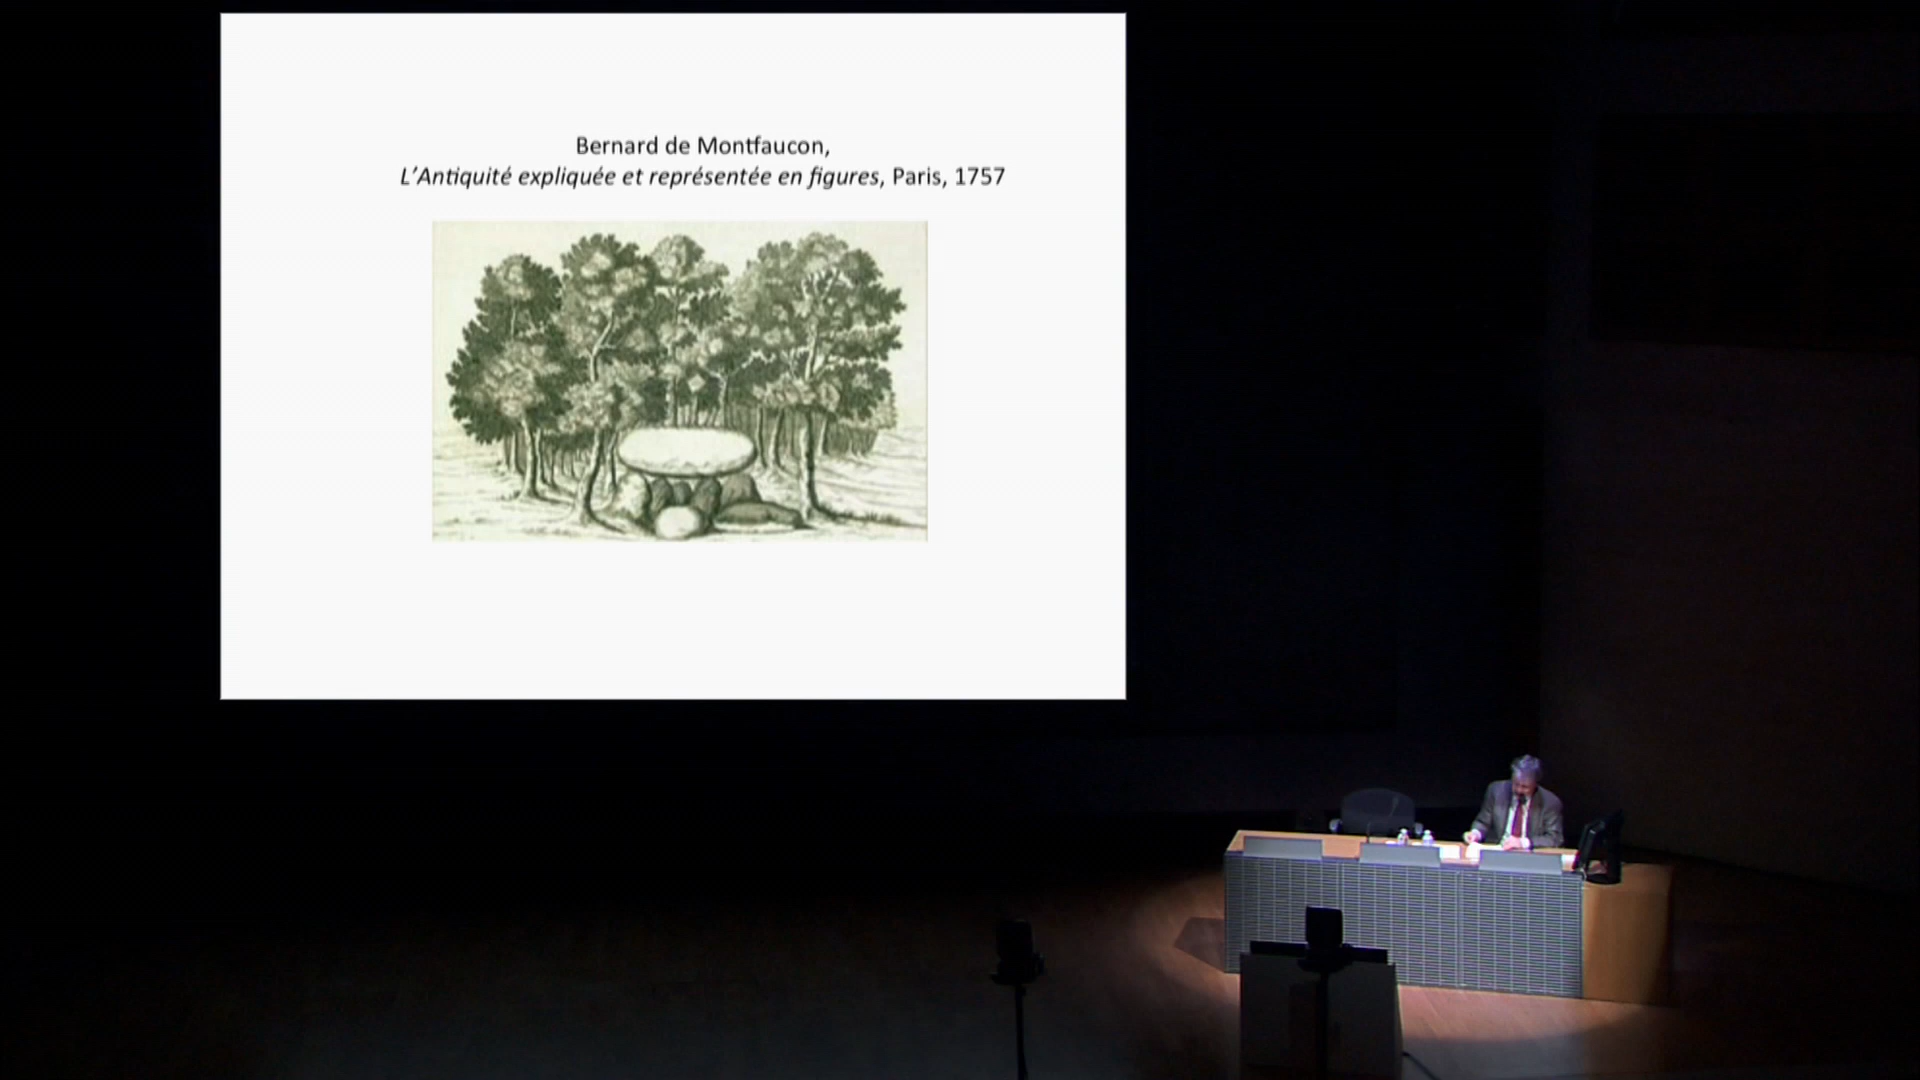 Bernard de Montfaucon,
L’Antiquité expliquée et représentée en figures, Paris, 1757